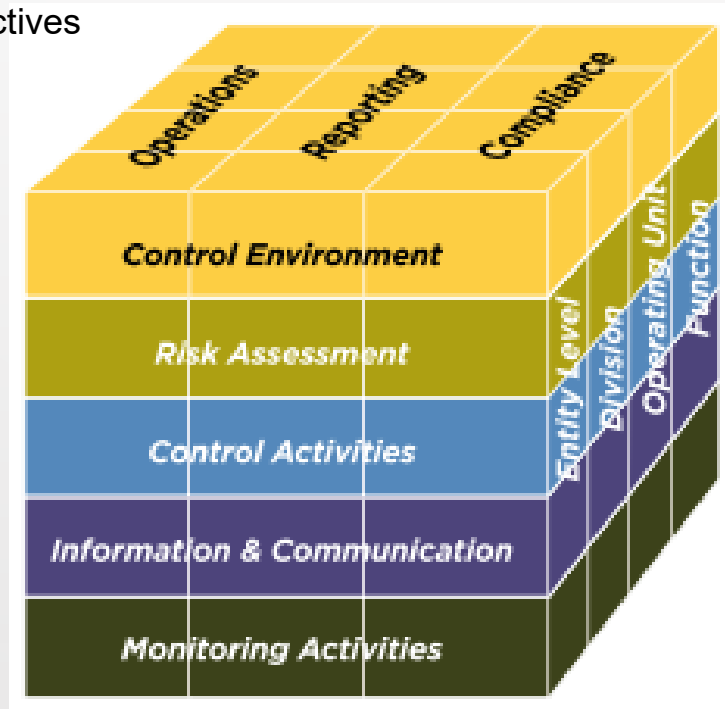 ctives
Operations
Reporting
Compliance
Control Environment
Risk Assessment
Control Activities
Information & Communication
Monitoring Activities
Entity Level
Division
Operating Unit
Function